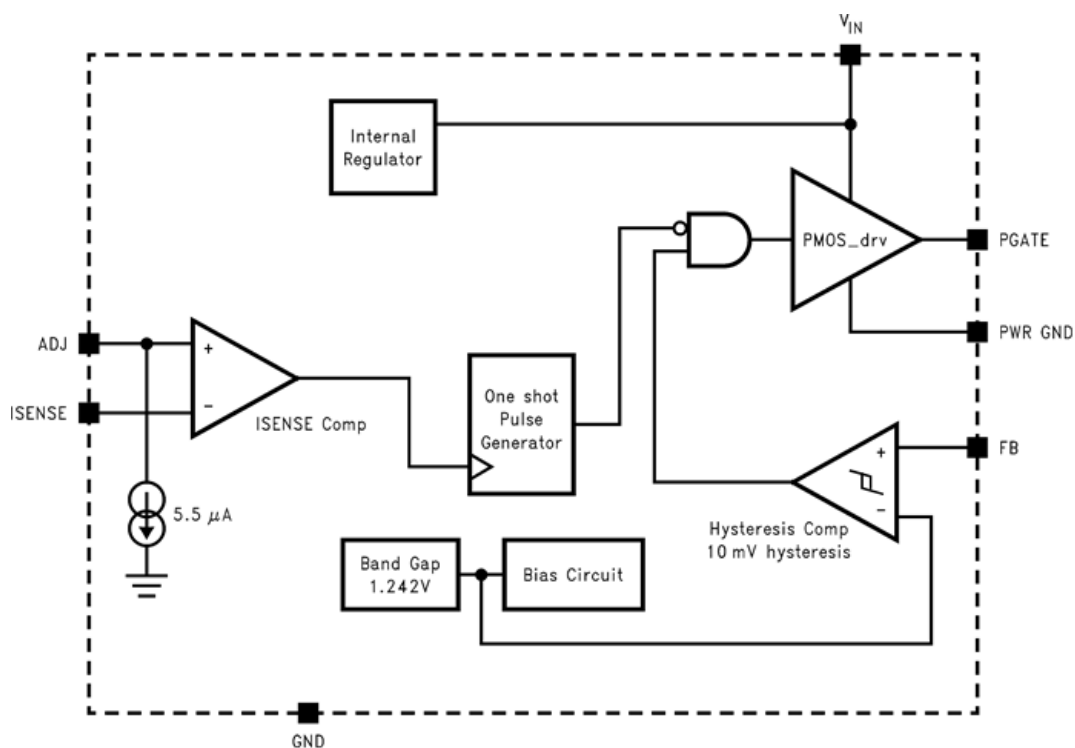 VIN
Internal
Regulator
PMOS_drv
PGATE
PWR GND
ADJ
+
-
ISENSE
ISENSE Comp
One shot
Pulse
Generator
+
-
FB
5.5 μA
Hysteresis Comp
10 mV hysteresis
Band Gap
1.242V
Bias Circuit
GND